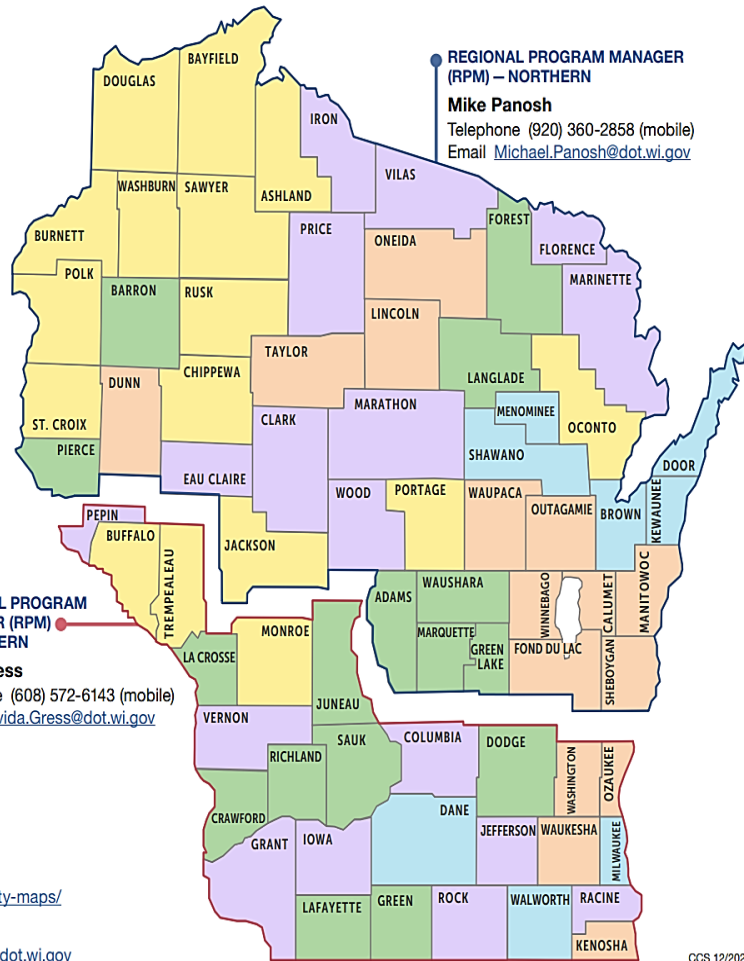 REGIONAL PROGRAM MANAGER
(RPM) – NORTHERN
Mike Panosh
Telephone (920) 360-2858 (mobile)
Email Michael.Panosh@dot.wi.gov
DOUGLAS
BAYFIELD
IRON
VILAS
WASHBURN
SAWYER
ASHLAND
BURNETT
PRICE
ONEIDA
FOREST
FLORENCE
MARINETTE
POLK
BARRON
RUSK
LINCOLN
TAYLOR
CHIPPEWA
LANGLADE
DUNN
MARATHON
MENOMINEE
ST. CROIX
CLARK
OCONTO
PIERCE
EAU CLAIRE
SHAWANO
DOOR
WOOD
PORTAGE
WAUPACA
OUTAGAMIE
BROWN
KEWAUNEE
PEPIN
BUFFALO
TREMPEALEAU
JACKSON
ADAMS
WAUSHARA
WINNEBAGO
CALUMET
MANITOWOC
L PROGRAM
R (RPM)
ERN
ess
e (608) 572-6143 (mobile)
vida.Gress@dot.wi.gov
MONROE
LA CROSSE
MARQUETTE
GREEN
LAKE
FOND DU LAC
SHEBOYGAN
JUNEAU
VERNON
RICHLAND
SAUK
COLUMBIA
DODGE
WASHINGTON
OZAUKEE
CRAWFORD
DANE
GRANT
IOWA
JEFFERSON
WAUKESHA
MILWAUKEE
LAFAYETTE
GREEN
ROCK
WALWORTH
RACINE
KENOSHA
ty-maps/
dot.wi.gov
CCS 12/202